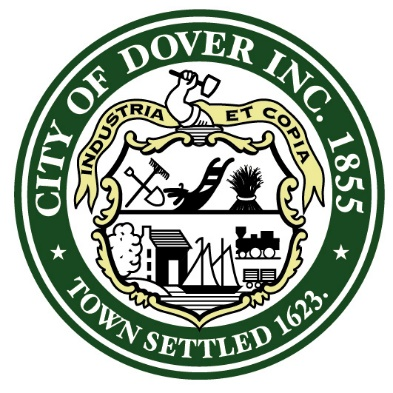 CITY OF DOVER INC. 1855
INDUSTRIA ET COPIA
TOWN SETTLED 1623.